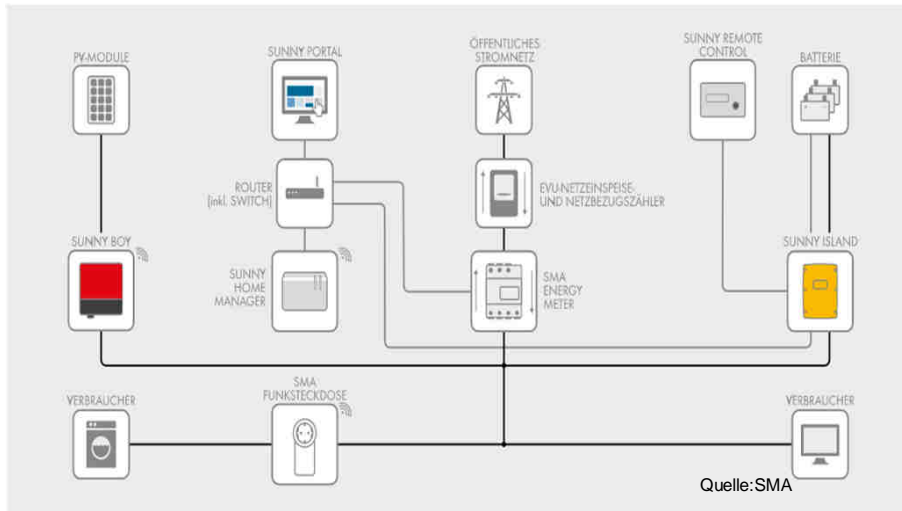 PV-MODULE
SUNNY PORTAL
ÖFFENTLICHES
STROMNETZ
SUNNY REMOTE
CONTROL
BATTERIE
ROUTER
[inkl. SWITCH]
EVU-NETZEINSPEISE-
UND NETZBEZUGSZÄHLER
SUNNY BOY
SUNNY
HOME
MANAGER
SMA
ENERGY
METER
SUNNY ISLAND
VERBRAUCHER
SMA
FUNKSTECKDOSE
VERBRAUCHER
Quelle:SMA